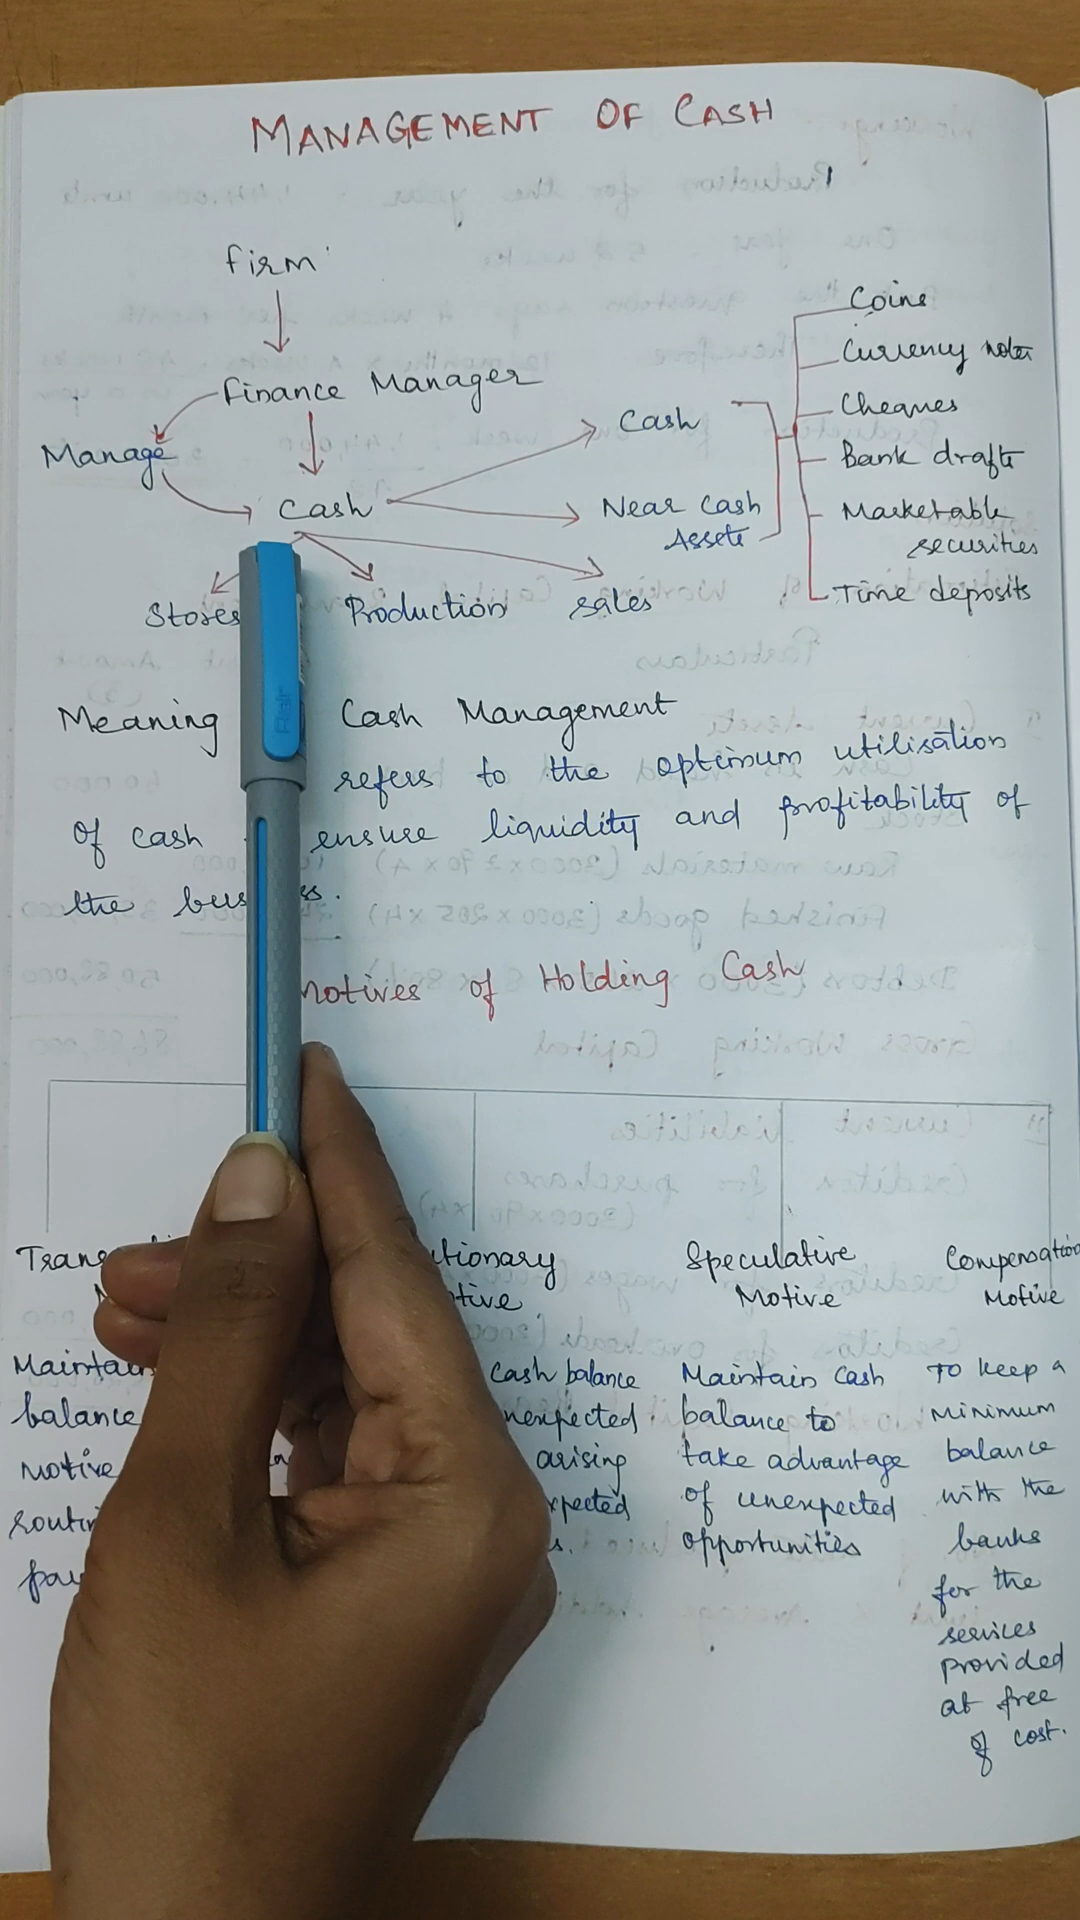 MANAGEMENT OF CASH
Firm
Finance Manager
Manage
Cash
Cash
Near Cash
Assets
Coins
Currency notes
Cheques
Bank drafts
Marketable
securities
Time deposits
Stores
Production
sales
Meaning Cash Management
refers to the optimum utilisation
of cash ensure liquidity and profitability of
the business.
Motives of Holding Cash
Motive
Maintain
balance
motive
Speculative
Motive
Maintain cash
balance to
take advantage
of unexpected
opportunities
Compensation
Motive
To keep a
minimum
balance
with the
banks
for the
services
provided
at free
of cost.
cash balance
arising
Flair